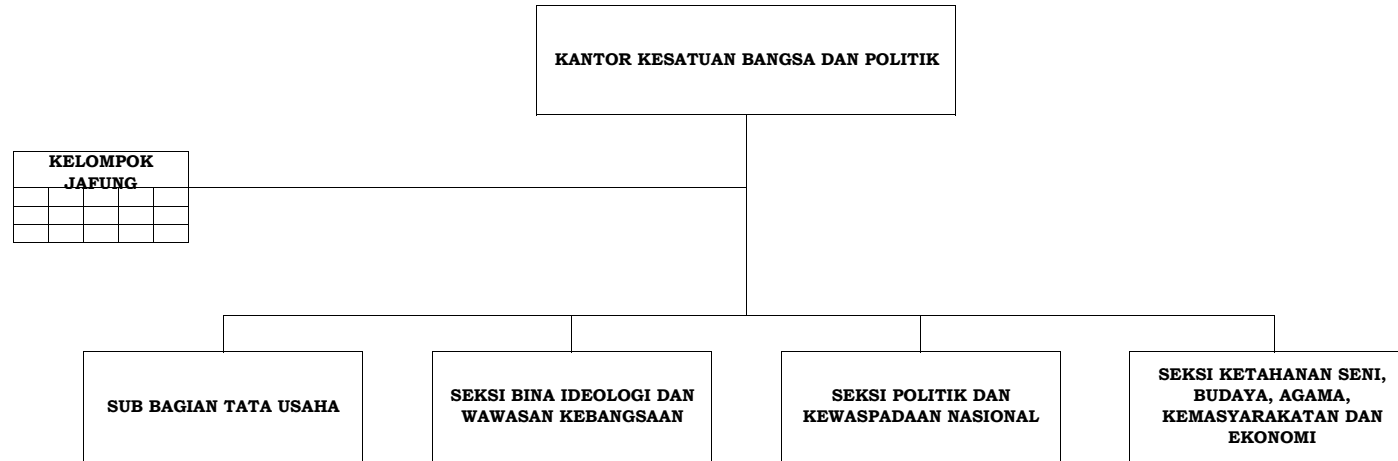 KANTOR KESATUAN BANGSA DAN POLITIK
KELOMPOK
JAFUNG
SUB BAGIAN TATA USAHA
SEKSI BINA IDEOLOGI DAN
WAWASAN KEBANGSAAN
SEKSI POLITIK DAN
KEWASPADAAN NASIONAL
SEKSI KETAHANAN SENI,
BUDAYA, AGAMA,
KEMASYARAKATAN DAN
EKONOMI